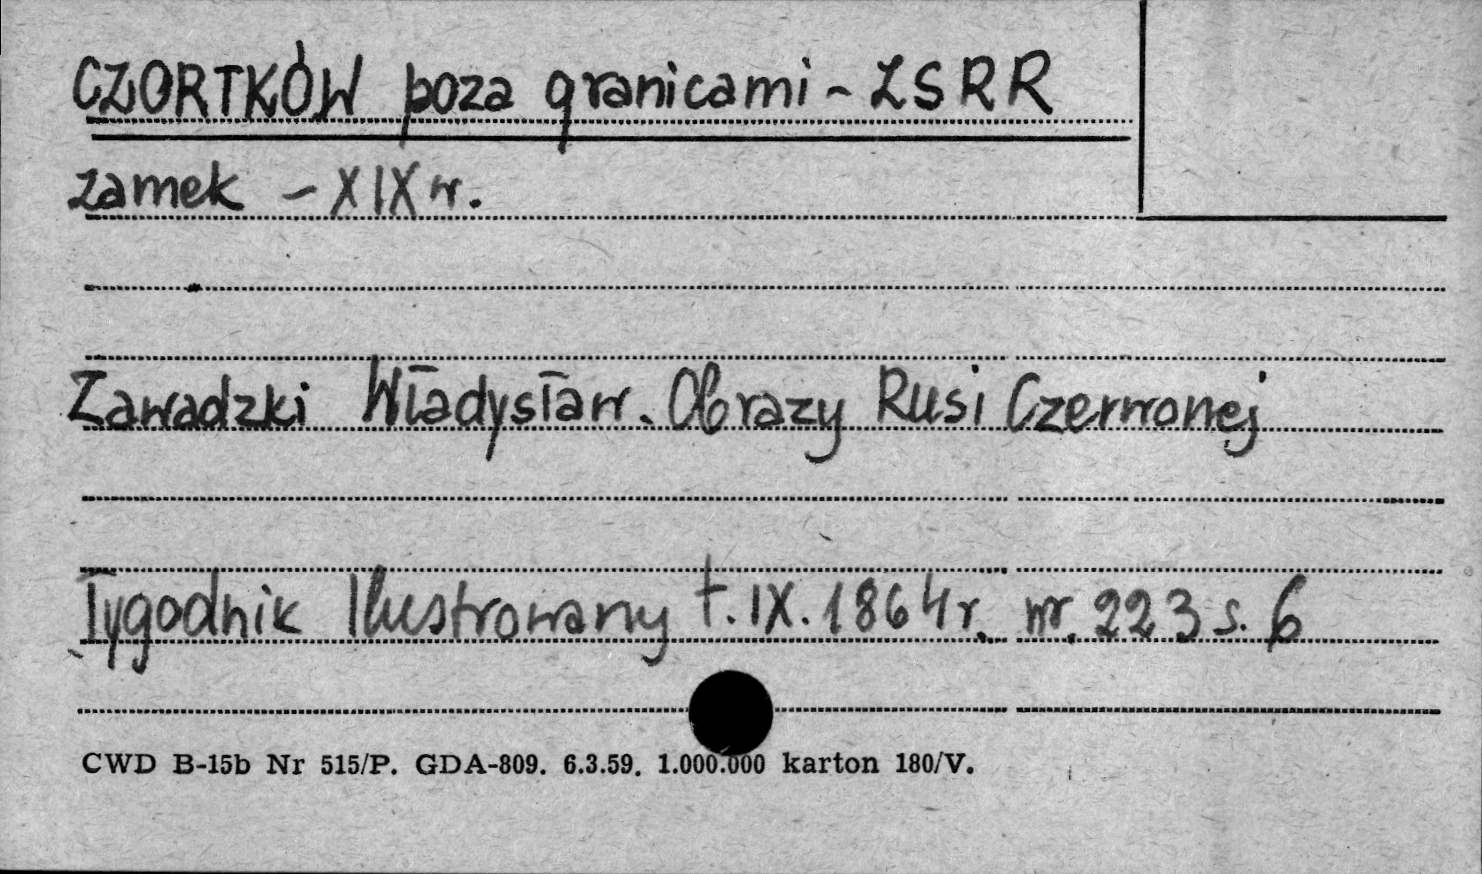 CZORTKÓW poza granicami - ZSRR
zamek - XIX w.
Zawadzki Władysław. Obrazy Rusi Czerwonej
Tygodnik Ilustrowany t. IX. 1864 r. nr. 223 s. 6
CWD B-15b Nr 515/P. GDA-809. 6.3.59. 1.000.000 karton 180/V.